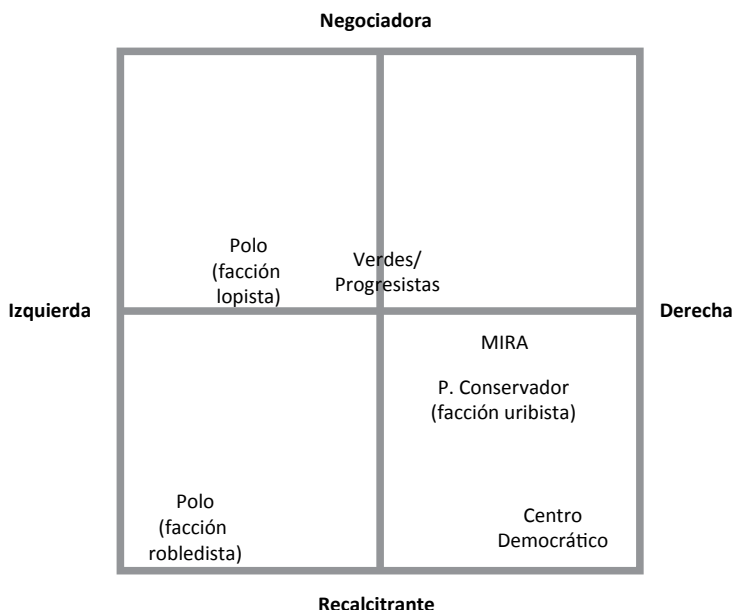 Negociadora
Polo
(facción
lopista)
Verdes/
Progresistas
Izquierda
Derecha
MIRA
P. Conservador
(facción uribista)
Polo
(facción
robledista)
Centro
Democrático
Recalcitrante